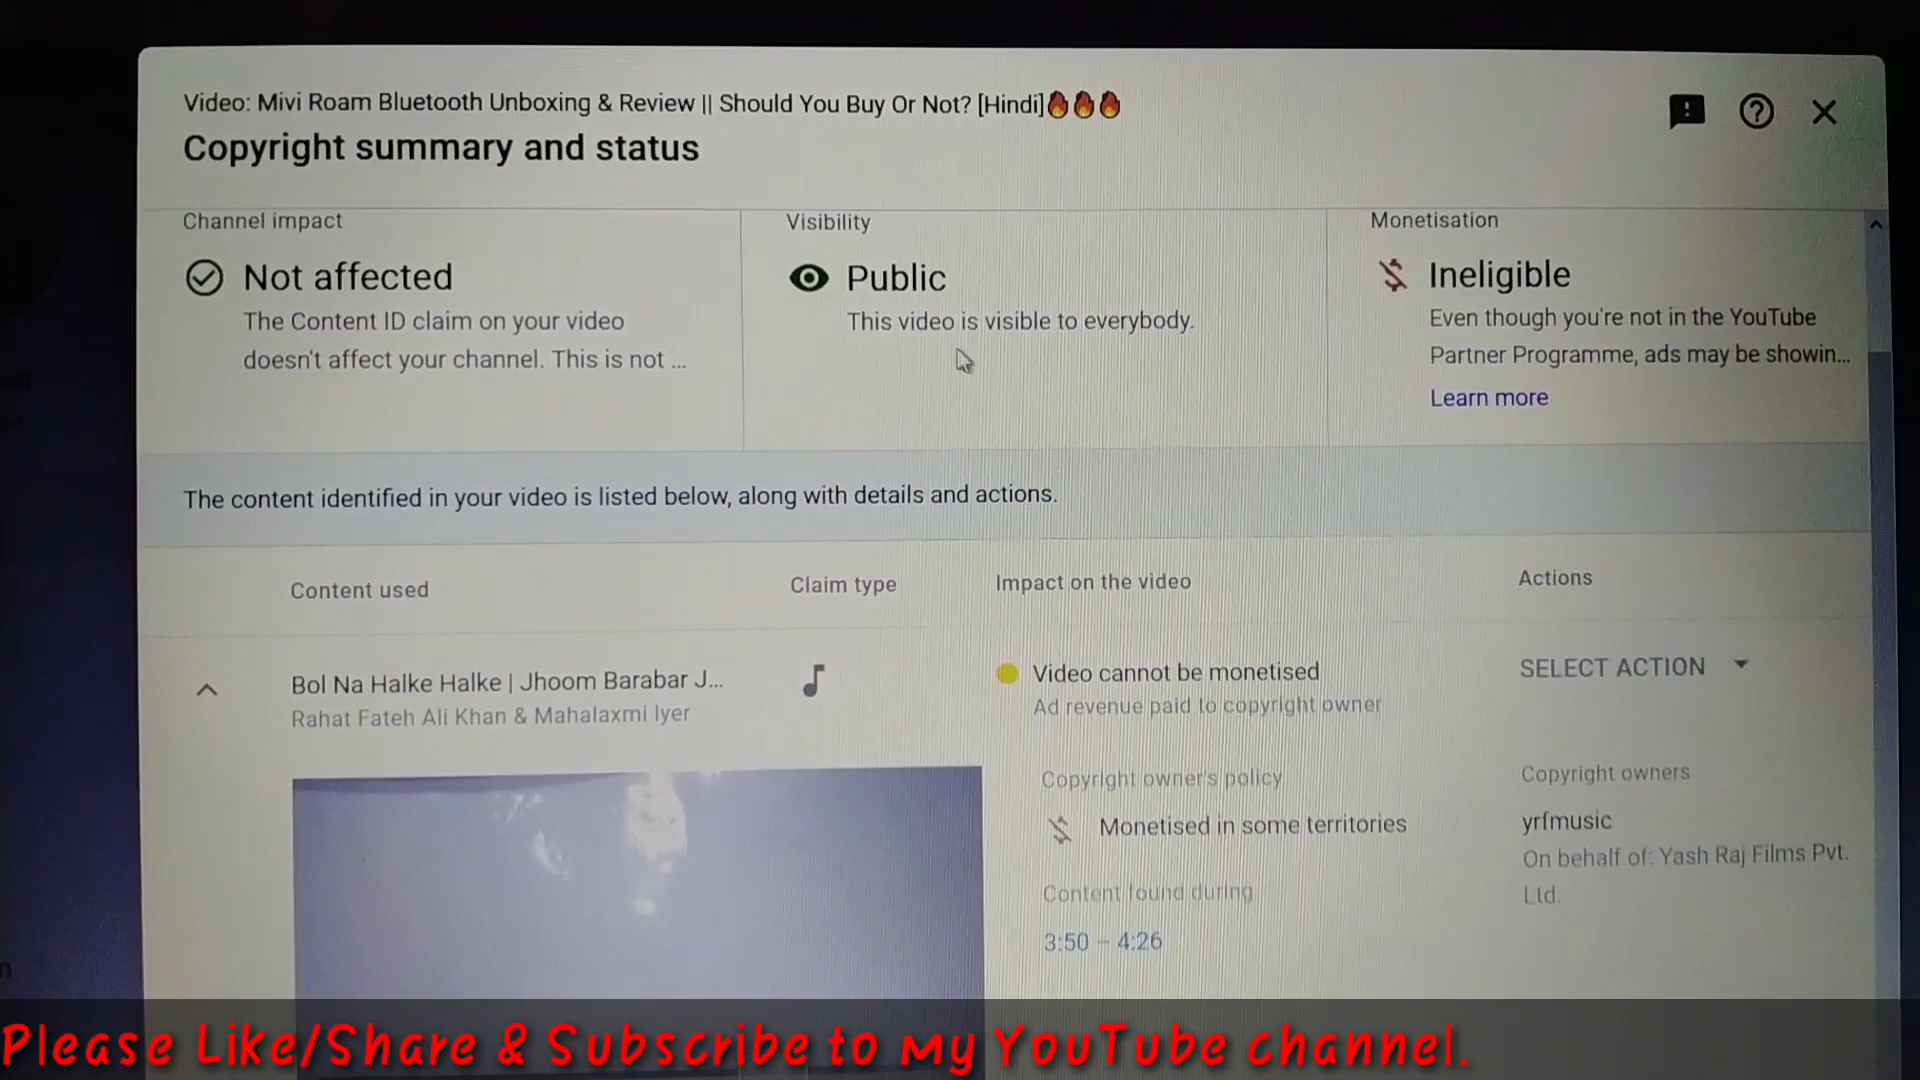 Video: Mivi Roam Bluetooth Unboxing & Review || Should You Buy Or Not? [Hindi]🔥🔥🔥
Copyright summary and status
Channel impact
Not affected
The Content ID claim on your video
doesn't affect your channel. This is not ...
Visibility
Public
This video is visible to everybody.
Monetisation
Ineligible
Even though you're not in the YouTube
Partner Programme, ads may be showin...
Learn more
The content identified in your video is listed below, along with details and actions.
Content used
Claim type
Impact on the video
Actions
Bol Na Halke Halke | Jhoom Barabar J...
Rahat Fateh Ali Khan & Mahalaxmi Iyer
Video cannot be monetised
Ad revenue paid to copyright owner
SELECT ACTION
Copyright owner's policy
Monetised in some territories
Content found during
3:50 – 4:26
Copyright owners
yrfmusic
On behalf of: Yash Raj Films Pvt.
Ltd.
Please Like/Share & Subscribe to My YouTube channel.